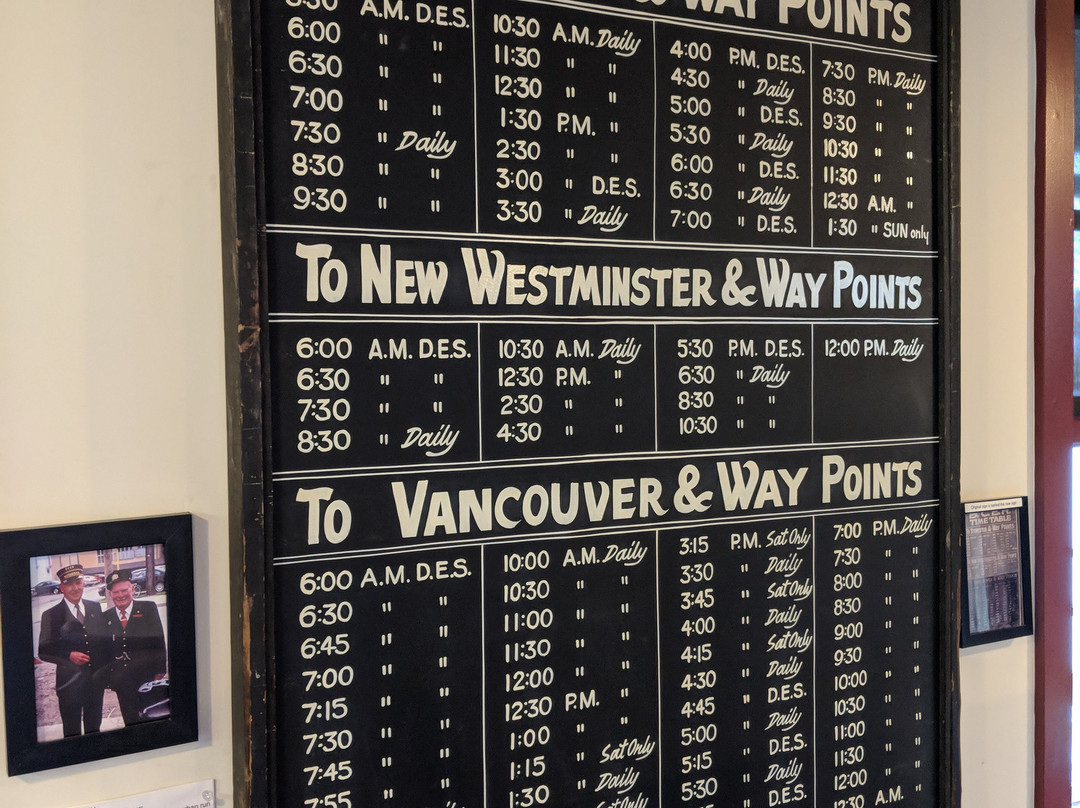 Way Points
A.M. D.E.S.
6:00 " "
6:30 " "
7:00 " "
7:30 " Daily
8:30 " "
9:30 " "
10:30 A.M. Daily
11:30 " "
12:30 " "
1:30 P.M. "
2:30 " "
3:00 " D.E.S.
3:30 " Daily
4:00 P.M. D.E.S.
4:30 " Daily
5:00 " D.E.S.
5:30 " Daily
6:00 " D.E.S.
6:30 " Daily
7:00 " D.E.S.
7:30 P.M. Daily
8:30 " "
9:30 " "
10:30 " "
11:30 " "
12:30 A.M. "
1:30 " SUN only
To New Westminster & Way Points
6:00 A.M. D.E.S.
6:30 " "
7:30 " "
8:30 " Daily
10:30 A.M. Daily
12:30 P.M. "
2:30 " "
4:30 " "
5:30 P.M. D.E.S.
6:30 " Daily
8:30 " "
10:30 " "
12:00 P.M. Daily
To Vancouver & Way Points
6:00 A.M. D.E.S.
6:30 " "
6:45 " "
7:00 " "
7:15 " "
7:30 " "
7:45 " "
7:55
10:00 A.M. Daily
10:30 " "
11:00 " "
11:30 " "
12:00 " "
12:30 P.M. "
1:00 " "
1:15 " Sat Only
1:30 " Daily
Sat Only
3:15 P.M. Sat Only
3:30 " Daily
3:45 " Sat Only
4:00 " Daily
4:15 " Sat Only
4:30 " Daily
4:45 " D.E.S.
5:00 " Daily
5:15 " D.E.S.
5:30 " Daily
" D.E.S.
7:00 P.M. Daily
7:30 " "
8:00 " "
8:30 " "
9:00 " "
9:30 " "
10:00 " "
10:30 " "
11:00 " "
11:30 " "
12:00 " "
12:30 A.M. "
TIME TABLE